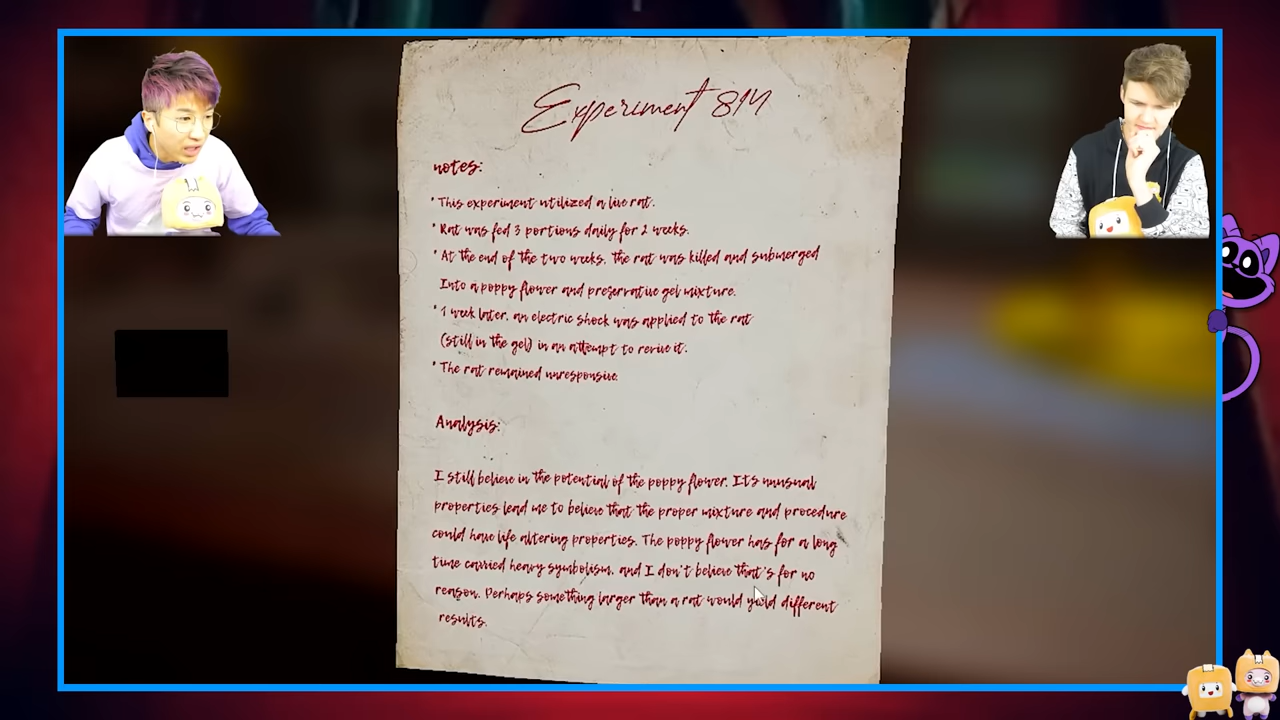 Experiment 814
notes:
* This experiment utilized a live rat.
* Rat was fed 3 portions daily for 2 weeks.
* At the end of the two weeks, the rat was killed and submerged
Into a poppy flower and preservative gel mixture.
* 1 week later, an electric shock was applied to the rat
(still in the gel) in an attempt to revive it.
* The rat remained unresponsive.
Analysis:
I still believe in the potential of the poppy flower. It's unusual
properties lead me to believe that the proper mixture and procedure
could have life altering properties. The poppy flower has for a long
time carried heavy symbolism, and I don't believe that's for no
reason. Perhaps something larger than a rat would yield different
results.